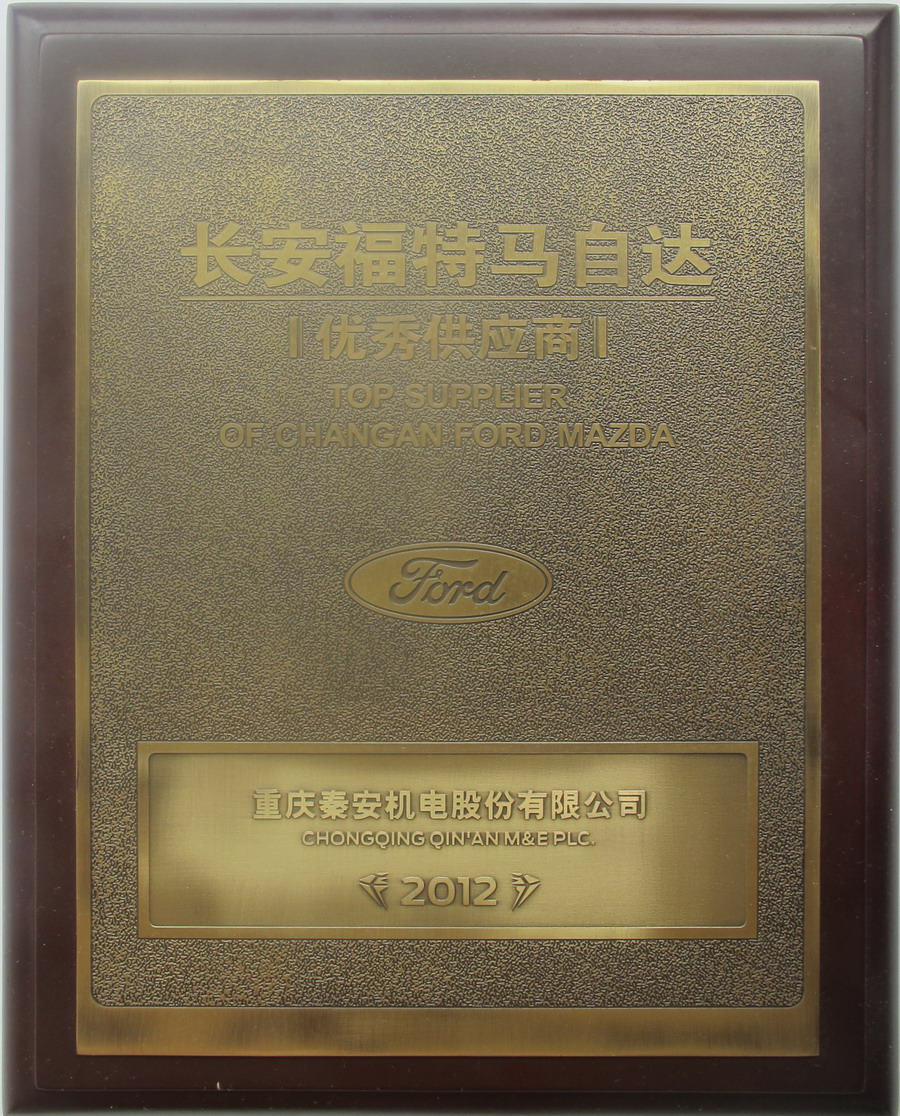 长安福特马自达
优秀供应商
TOP SUPPLIER
OF CHANGAN FORD MAZDA
Ford
重庆秦安机电股份有限公司
CHONGQING QIN'AN M&E PLC.
2012